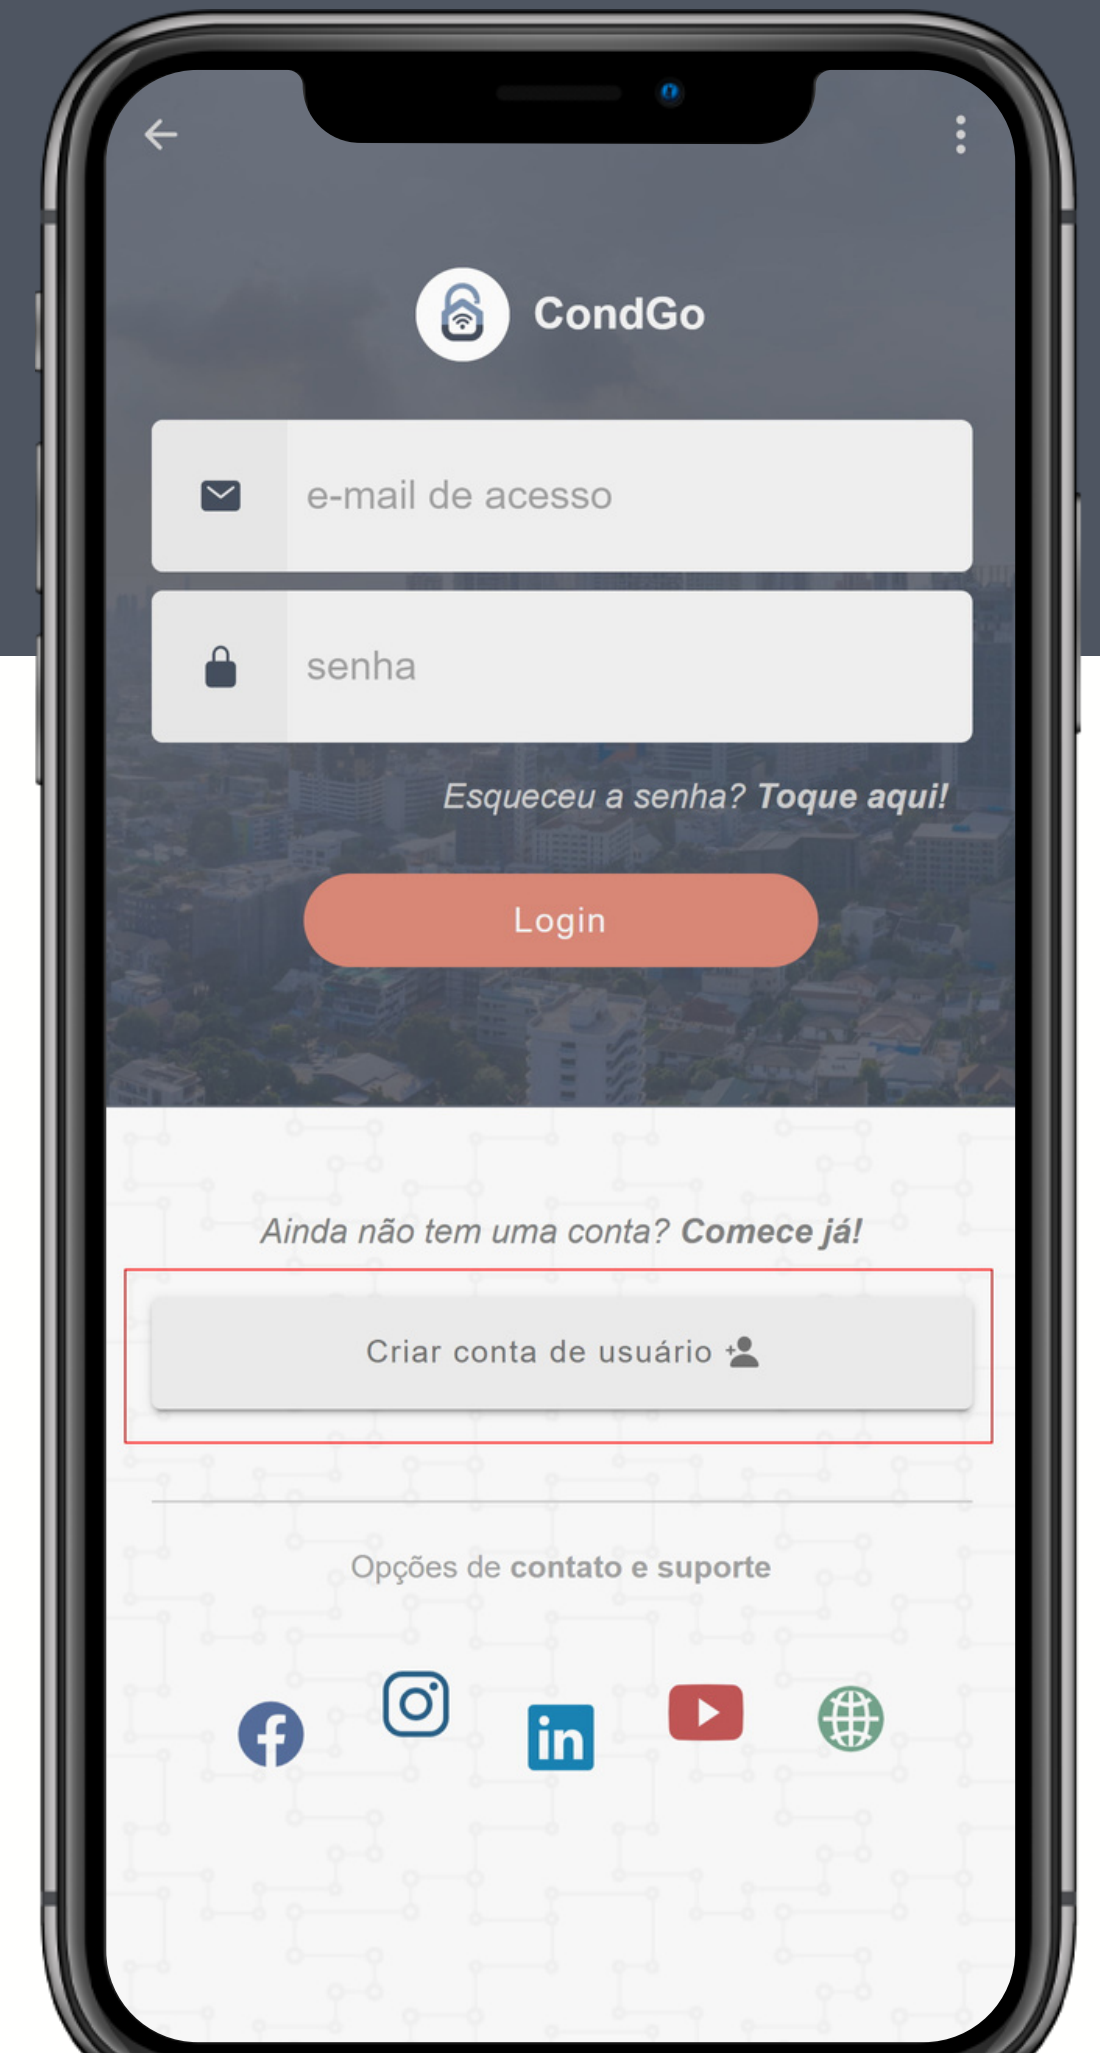 CondGo
e-mail de acesso
senha
Esqueceu a senha? Toque aqui!
Login
Ainda não tem uma conta? Comece já!
Criar conta de usuário
Opções de contato e suporte
in